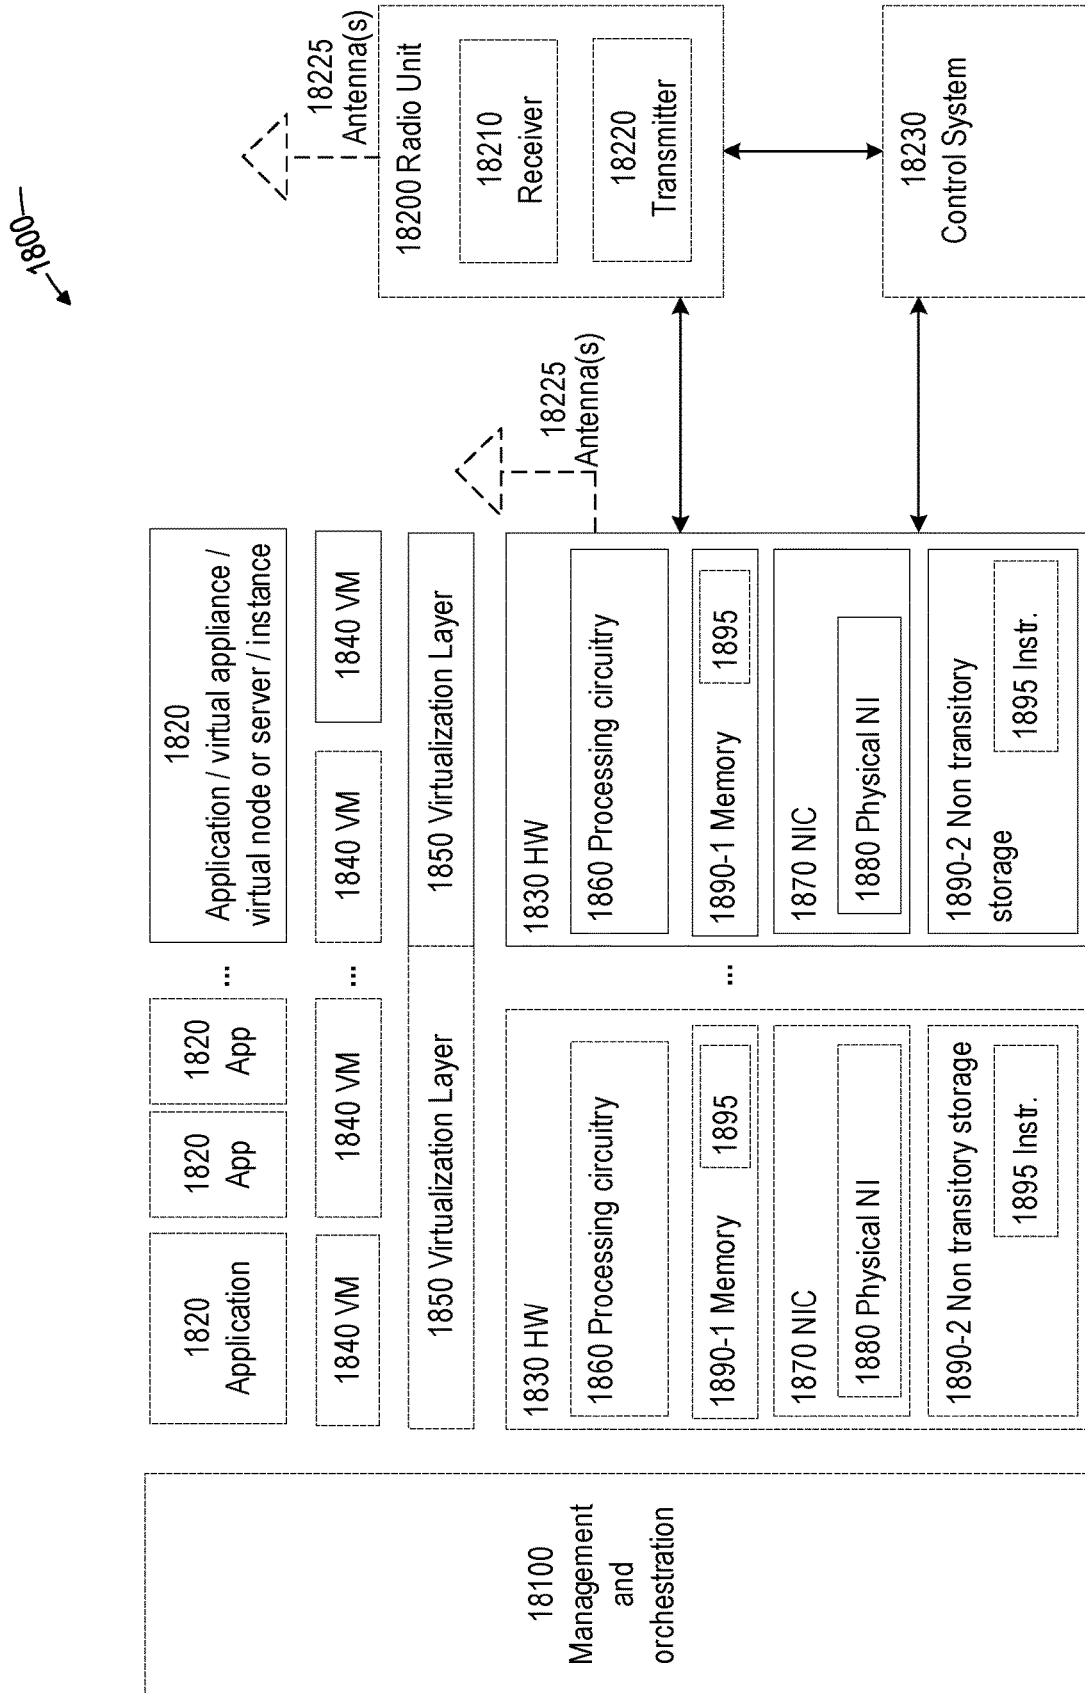 1800
18100
Management
and
orchestration
1820
Application
1820
App
1820
App
...
1820
Application / virtual appliance /
virtual node or server / instance
1840 VM
1840 VM
...
1840 VM
1840 VM
1850 Virtualization Layer
1850 Virtualization Layer
1830 HW
1860 Processing circuitry
1890-1 Memory
1895
1870 NIC
1880 Physical NI
1890-2 Non transitory storage
1895 Instr.
...
1830 HW
1860 Processing circuitry
1890-1 Memory
1895
1870 NIC
1880 Physical NI
1890-2 Non transitory
storage
1895 Instr.
18225
Antenna(s)
18225
Antenna(s)
18200 Radio Unit
18210
Receiver
18220
Transmitter
18230
Control System